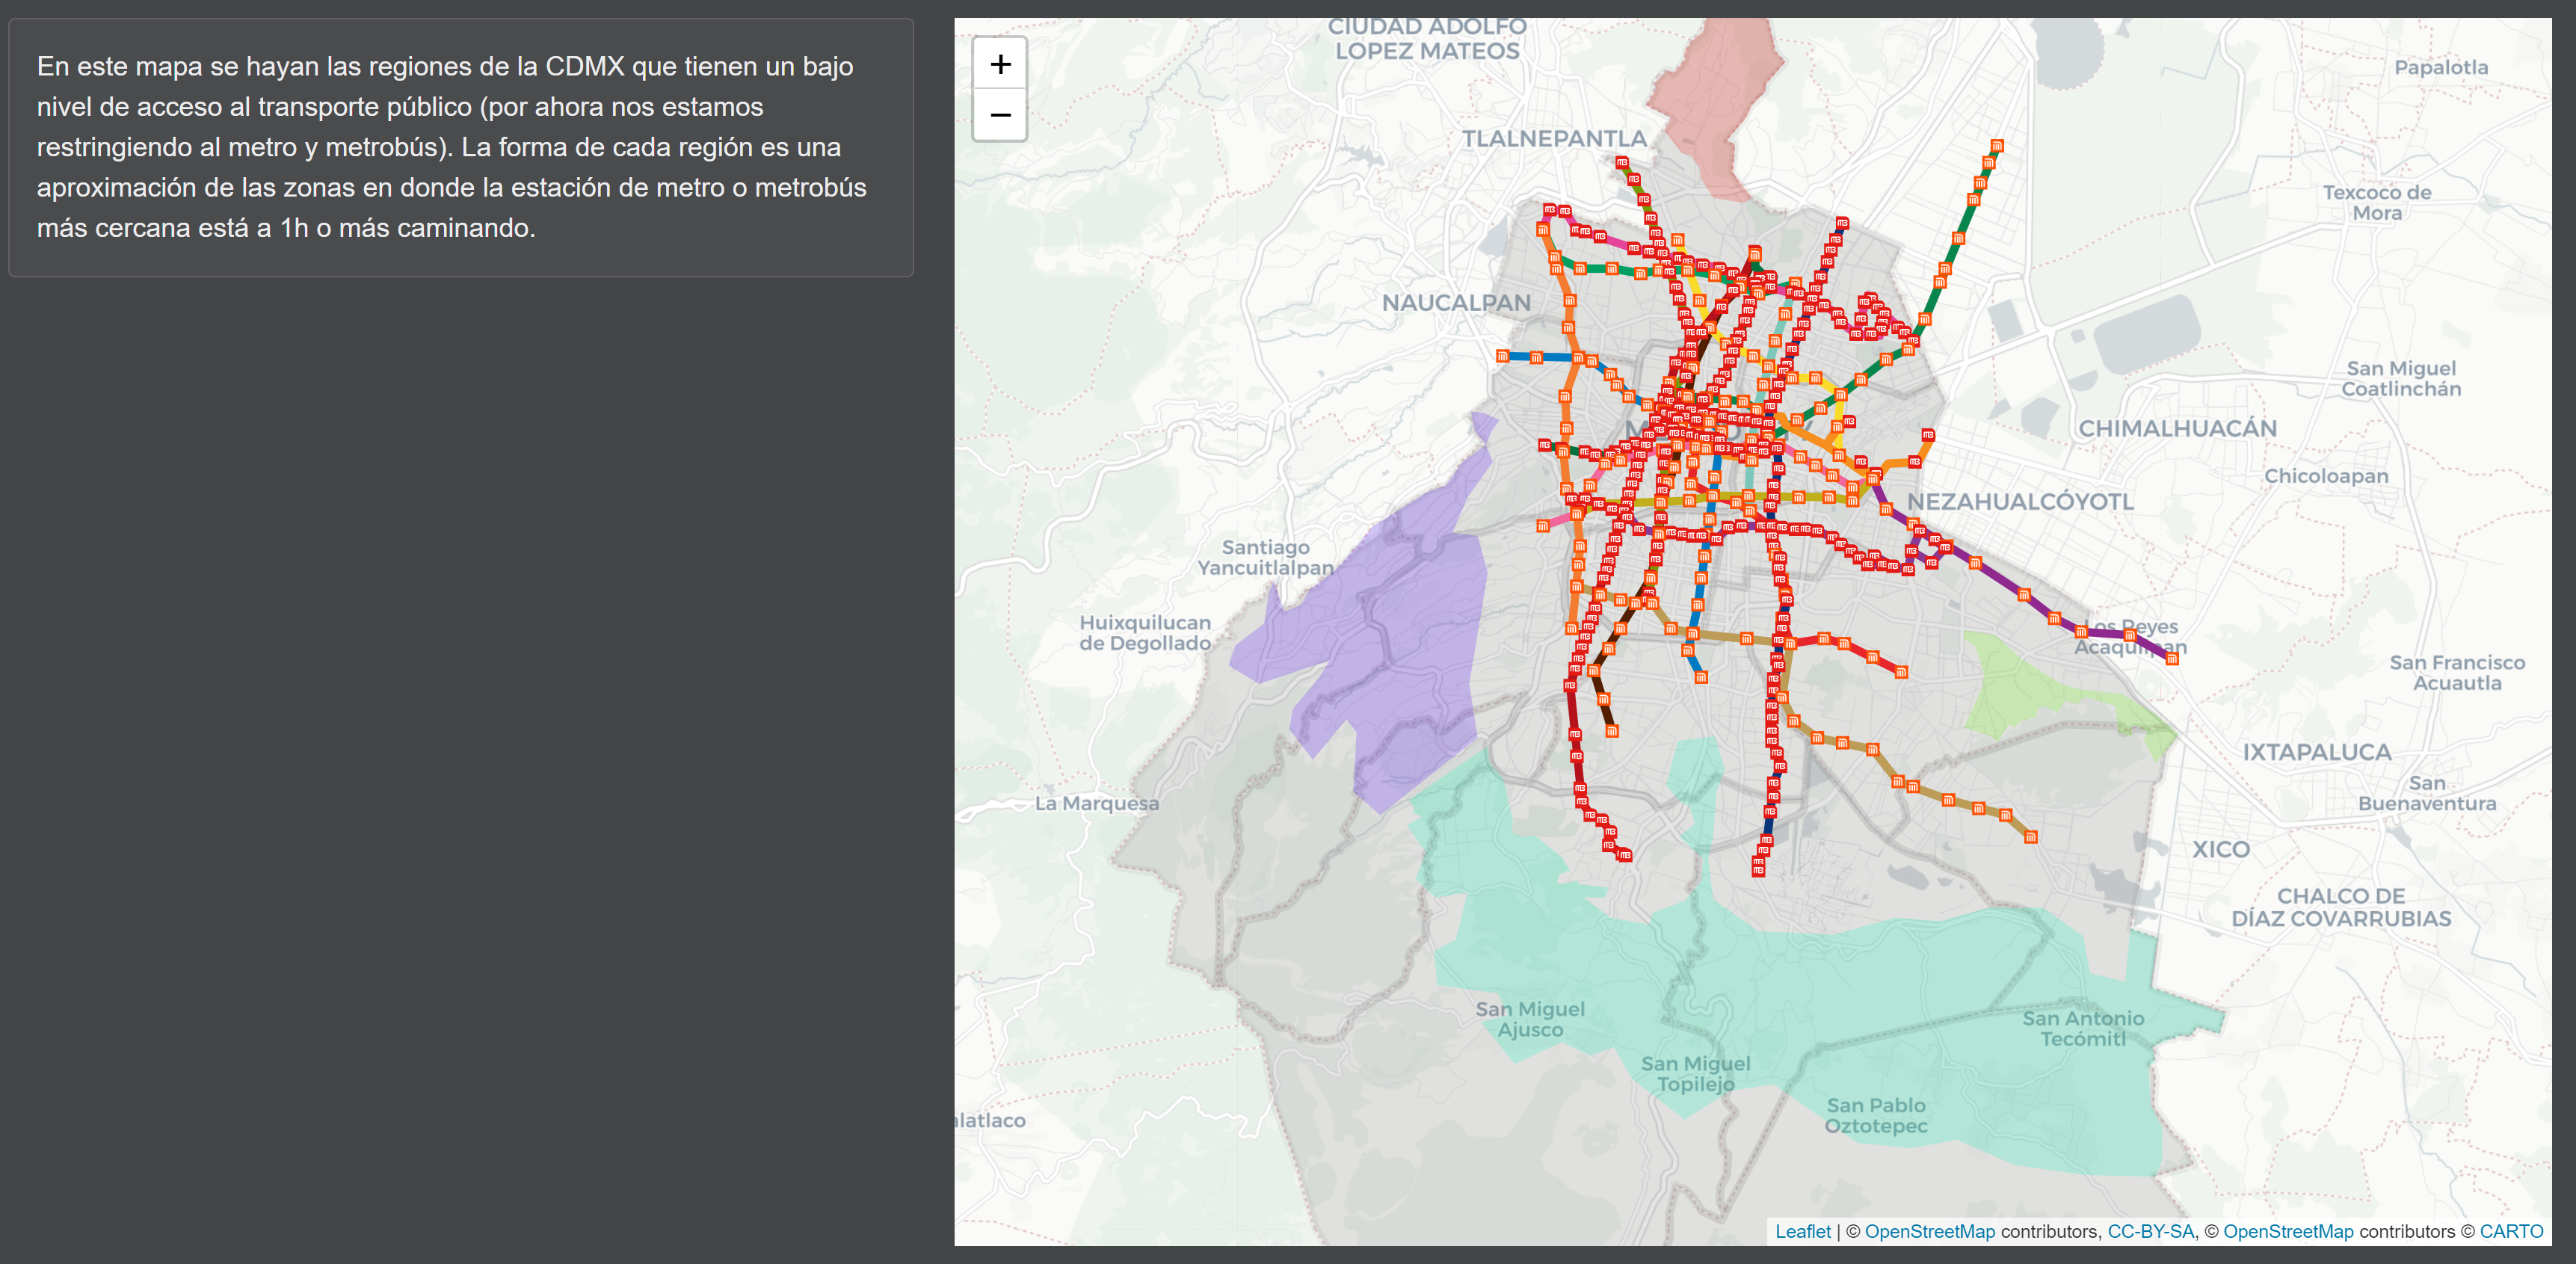 En este mapa se hayan las regiones de la CDMX que tienen un bajo
nivel de acceso al transporte público (por ahora nos estamos
restringiendo al metro y metrobús). La forma de cada región es una
aproximación de las zonas en donde la estación de metro o metrobús
más cercana está a 1h o más caminando.
+
−
CIUDAD ADOLFO
LOPEZ MATEOS
Papalotla
TLALNEPANTLA
Texcoco de
Mora
NAUCALPAN
San Miguel
Coatlinchán
CHIMALHUACÁN
Chicoloapan
NEZAHUALCÓYOTL
Santiago
Yancuitlalpan
Huixquilucan
de Degollado
Los Reyes
Acaquilpan
San Francisco
Acuautla
IXTAPALUCA
San
Buenaventura
La Marquesa
XICO
CHALCO DE
DÍAZ COVARRUBIAS
San Miguel
Ajusco
San Antonio
Tecómitl
San Miguel
Topilejo
San Pablo
Oztotepec
alatlaco
Leaflet | © OpenStreetMap contributors, CC-BY-SA, © OpenStreetMap contributors © CARTO